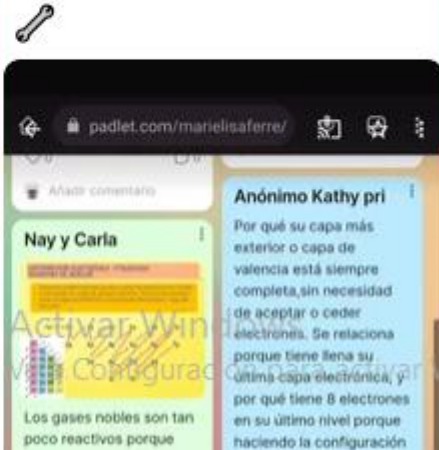 padlet.com/marielisaferre/
Añadir comentario
Nay y Carla
Los gases nobles son tan
poco reactivos porque
Anónimo Kathy pri
Por qué su capa más
exterior o capa de
valencia está siempre
completa,sin necesidad
de aceptar o ceder
electrones. Se relaciona
porque tiene llena su
última capa electrónica, y
por qué tiene 8 electrones
en su último nivel porque
haciendo la configuración
Activar Windows
Configuración para activar